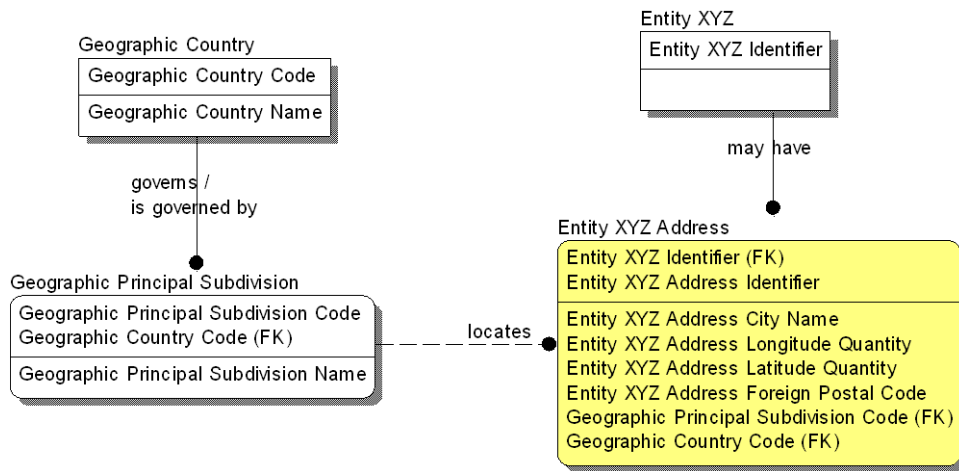 Geographic Country
Geographic Country Code
Geographic Country Name
governs /
is governed by
Geographic Principal Subdivision
Geographic Principal Subdivision Code
Geographic Country Code (FK)
Geographic Principal Subdivision Name
locates
Entity XYZ
Entity XYZ Identifier
may have
Entity XYZ Address
Entity XYZ Identifier (FK)
Entity XYZ Address Identifier
Entity XYZ Address City Name
Entity XYZ Address Longitude Quantity
Entity XYZ Address Latitude Quantity
Entity XYZ Address Foreign Postal Code
Geographic Principal Subdivision Code (FK)
Geographic Country Code (FK)